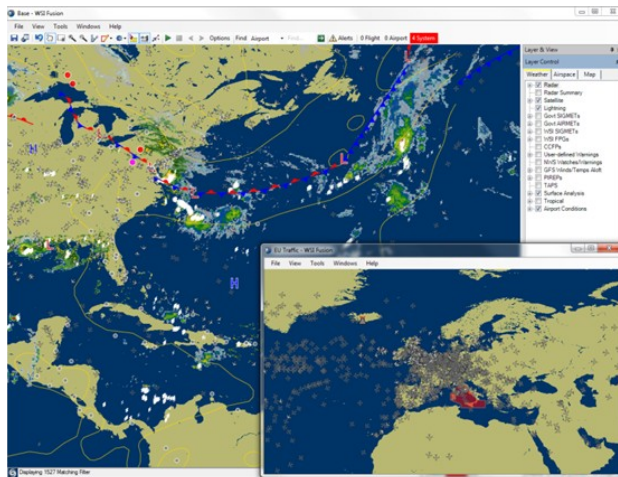 Base - WSI Fusion
File View Tools Windows Help
Options Find Airport Find... Alerts 0 Flight 0 Airport 4 System
Layer & View
Layer Control
Weather Airspace Map
Radar
Radar Summary
Satellite
Lightning
Govt SIGMETs
Govt AIRMETs
WSI SIGMETs
WSI FPGs
CCFPs
User-defined Warnings
NWS Watches/Warnings
GFS Winds/Temps Aloft
PIREPs
TAPS
Surface Analysis
Tropical
Airport Conditions
H
L
H
EU Traffic - WSI Fusion
File View Tools Windows Help
Displaying 1527 Matching Filter